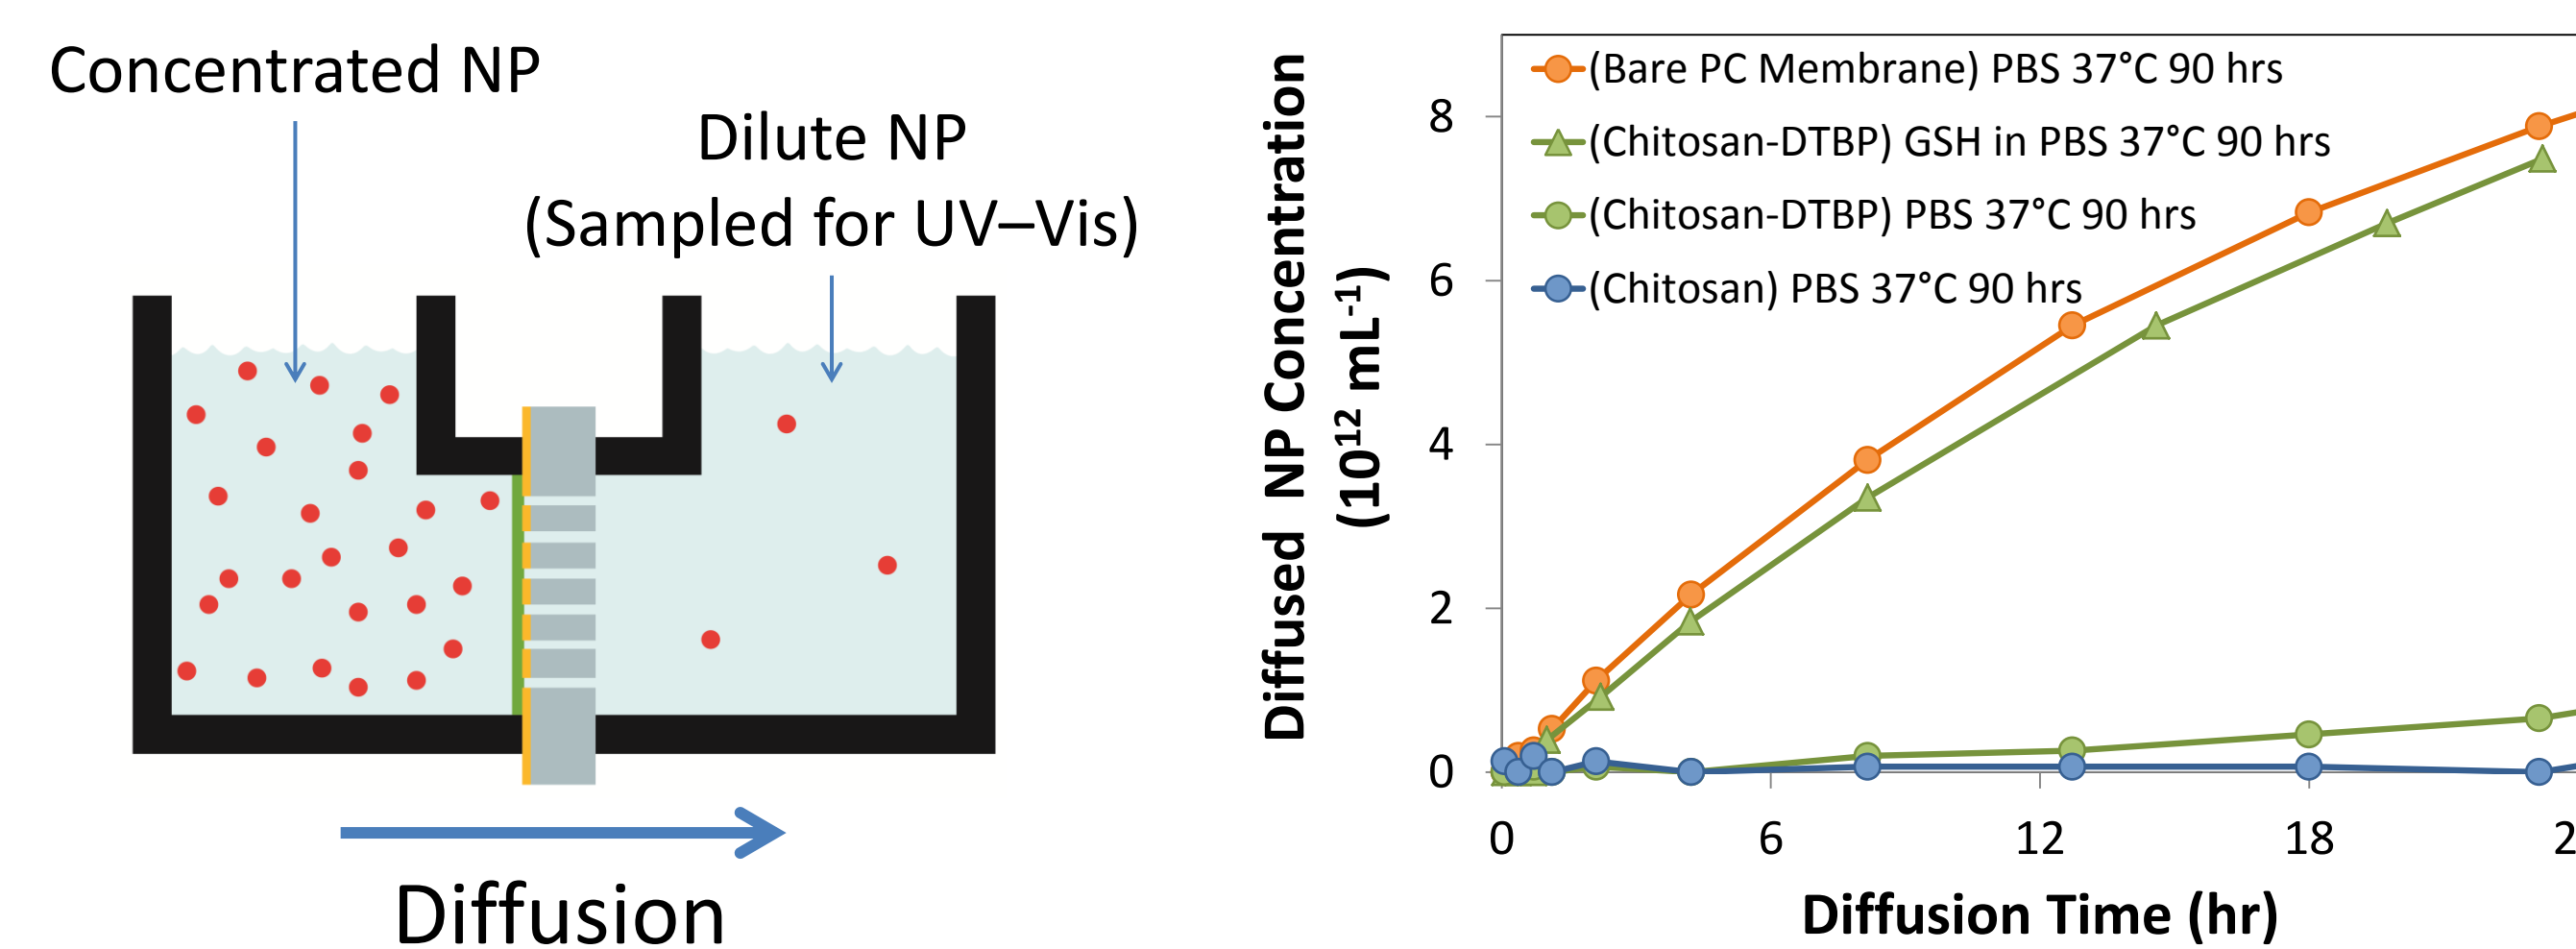 Concentrated NP
Dilute NP
(Sampled for UV–Vis)
Diffusion
Diffused NP Concentration
(10¹² mL⁻¹)
(Bare PC Membrane) PBS 37°C 90 hrs
(Chitosan-DTBP) GSH in PBS 37°C 90 hrs
(Chitosan-DTBP) PBS 37°C 90 hrs
(Chitosan) PBS 37°C 90 hrs
8
6
4
2
0
0 6 12 18 2
Diffusion Time (hr)